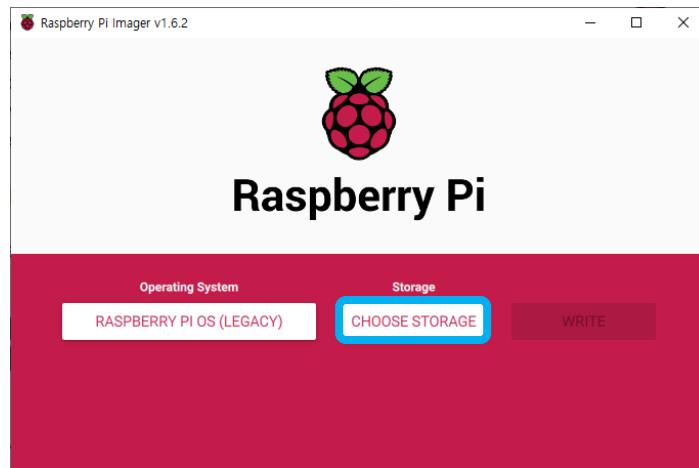 Raspberry Pi Imager v1.6.2
Raspberry Pi
Operating System
Storage
RASPBERRY PI OS (LEGACY)
CHOOSE STORAGE
WRITE